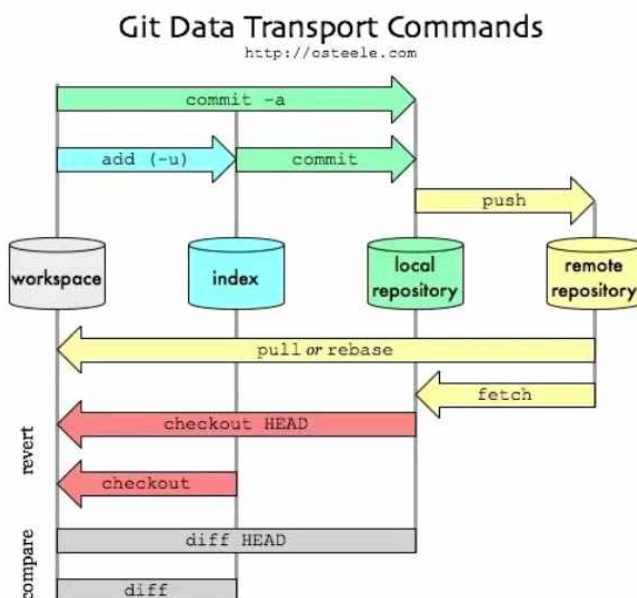 Git Data Transport Commands
http://osteele.com
commit -a
add (-u)
commit
push
workspace
index
local
repository
remote
repository
pull or rebase
fetch
revert
checkout HEAD
checkout
compare
diff HEAD
diff